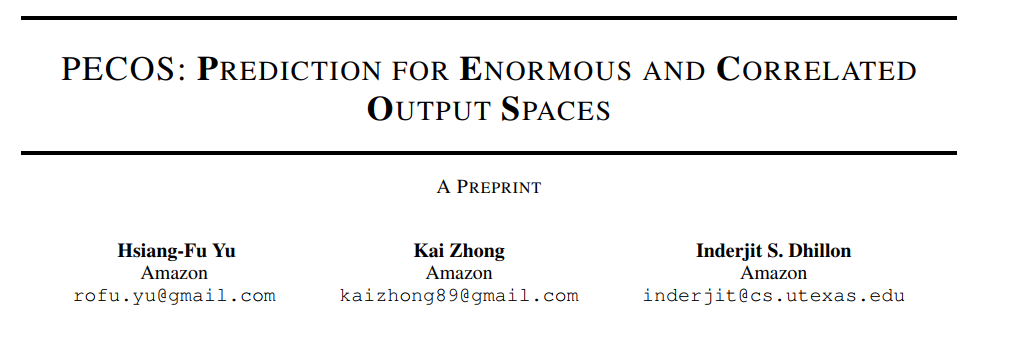 PECOS: PREDICTION FOR ENORMOUS AND CORRELATED
OUTPUT SPACES
A PREPRINT
Hsiang-Fu Yu
Amazon
rofu.yu@gmail.com
Kai Zhong
Amazon
kaizhong89@gmail.com
Inderjit S. Dhillon
Amazon
inderjit@cs.utexas.edu